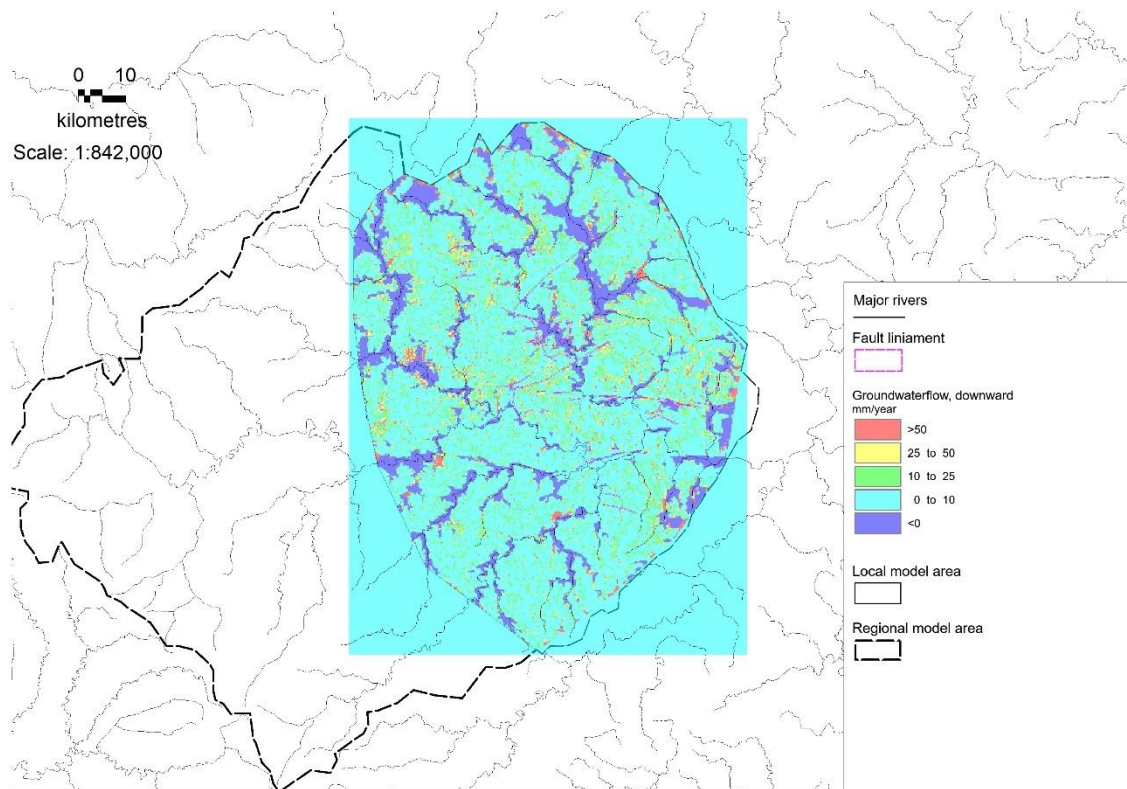 0 10
kilometres
Scale: 1:842,000
Major rivers
Fault liniament
Groundwaterflow, downward
mm/year
>50
25 to 50
10 to 25
0 to 10
<0
Local model area
Regional model area